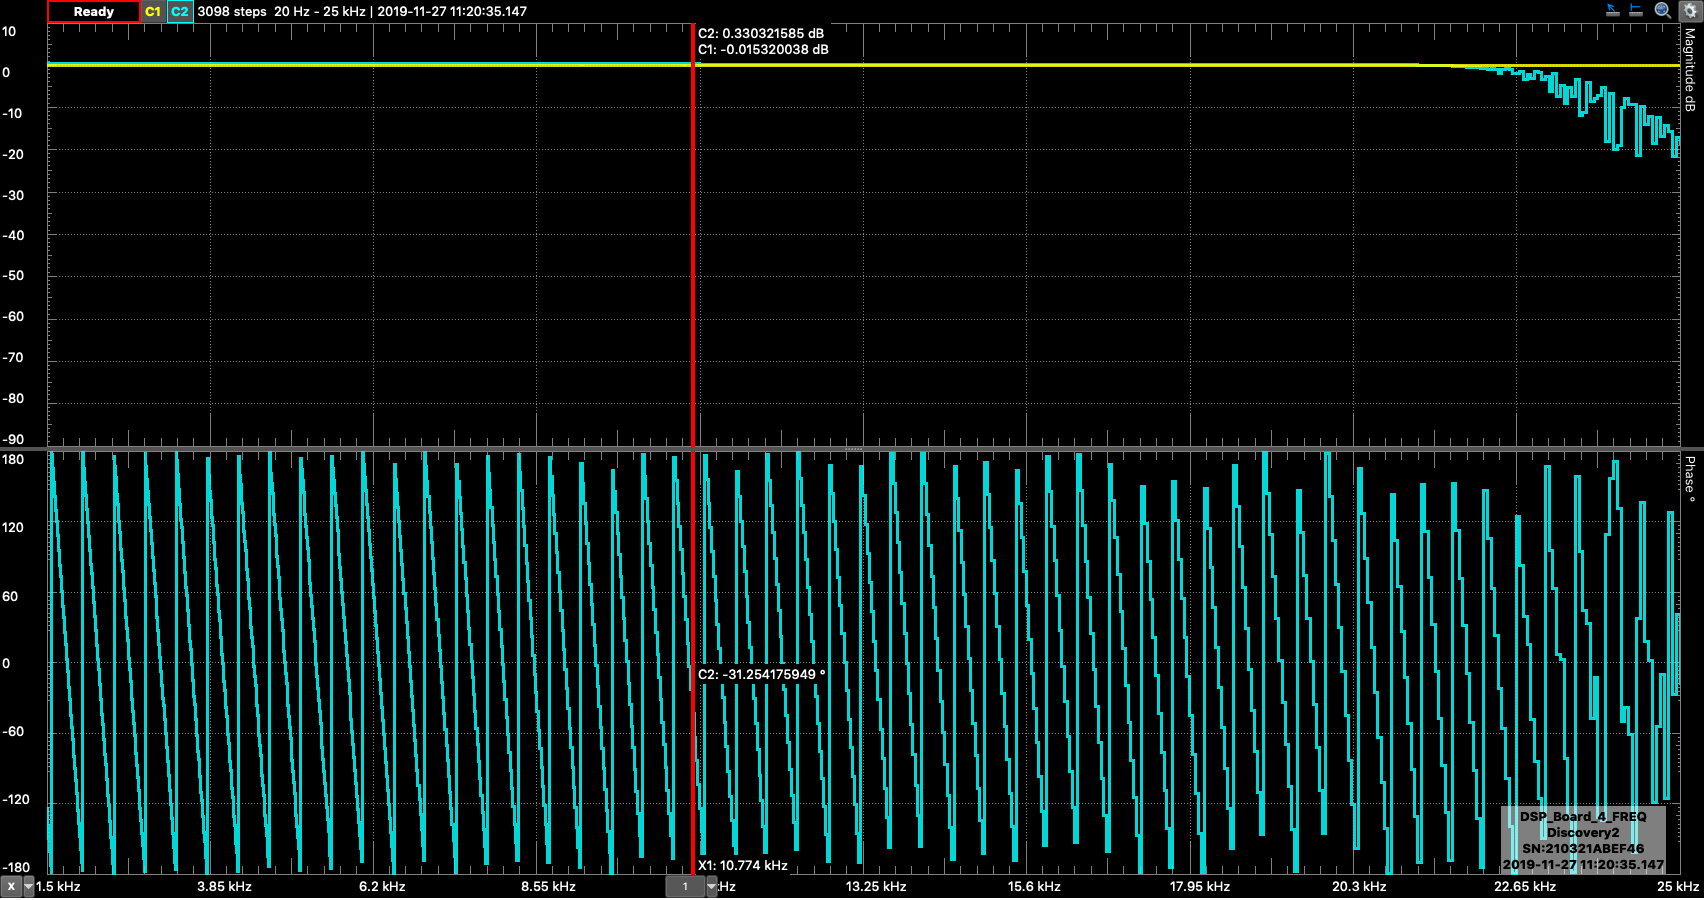 Ready C1 C2 3098 steps 20 Hz - 25 kHz | 2019-11-27 11:20:35.147
C2: 0.330321585 dB
C1: -0.015320038 dB
Magnitude dB
10
0
-10
-20
-30
-40
-50
-60
-70
-80
-90
Phase °
180
120
60
0
-60
-120
-180
C2: -31.254175949 °
X1: 10.774 kHz
DSP_Board_4_FREQ
Discovery2
SN:210321ABEF46
2019-11-27 11:20:35.147
X 1.5 kHz 3.85 kHz 6.2 kHz 8.55 kHz 1 :Hz 13.25 kHz 15.6 kHz 17.95 kHz 20.3 kHz 22.65 kHz 25 kHz